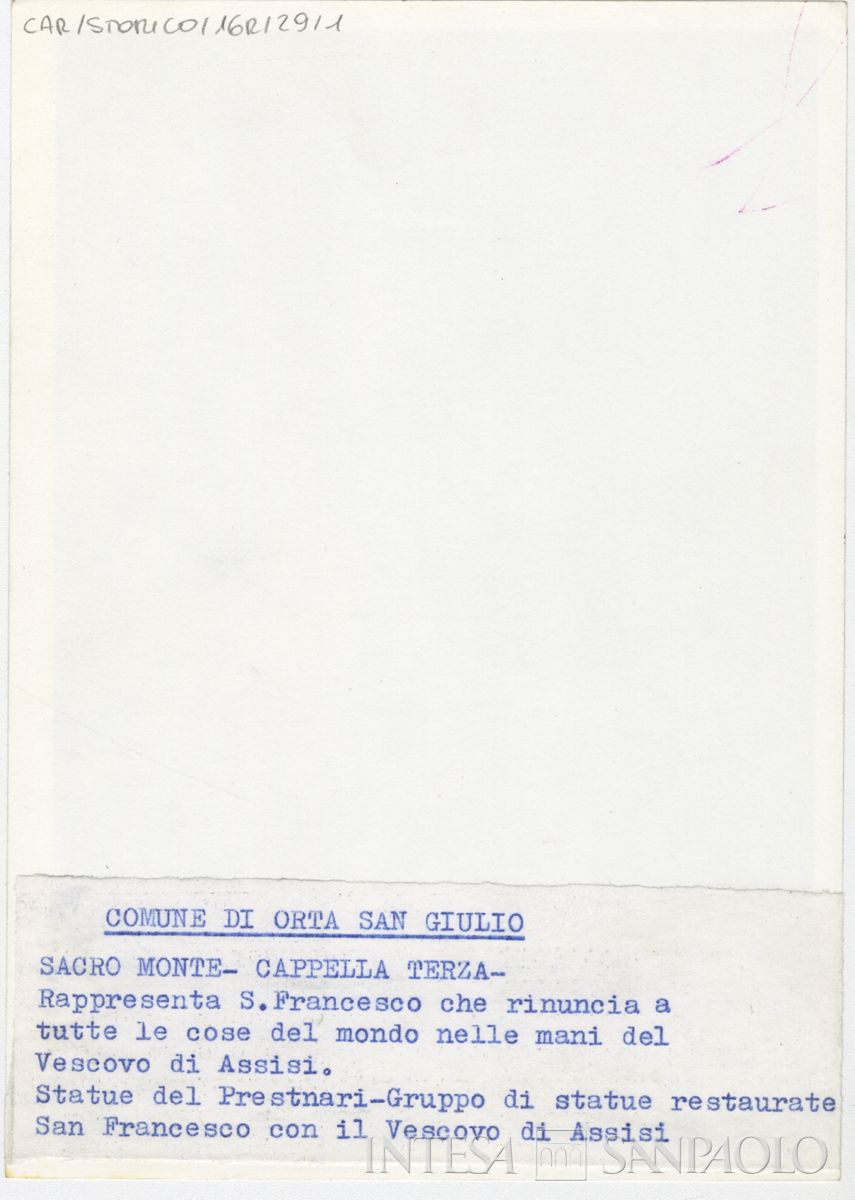 CAR/STORICO/16R/29/1
COMUNE DI ORTA SAN GIULIO
SACRO MONTE- CAPPELLA TERZA-
Rappresenta S.Francesco che rinuncia a
tutte le cose del mondo nelle mani del
Vescovo di Assisi.
Statue del Prestnari-Gruppo di statue restaurate
San Francesco con il Vescovo di Assisi
INTESA SANPAOLO